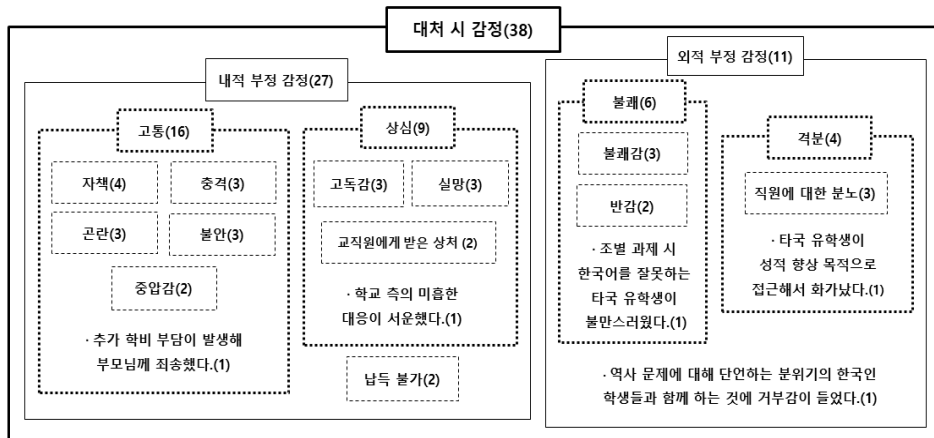 대처 시 감정(38)
내적 부정 감정(27)
고통(16)
자책(4)
충격(3)
곤란(3)
불안(3)
중압감(2)
· 추가 학비 부담이 발생해
부모님께 죄송했다.(1)
상심(9)
고독감(3)
실망(3)
교직원에게 받은 상처 (2)
· 학교 측의 미흡한
대응이 서운했다.(1)
납득 불가(2)
외적 부정 감정(11)
불쾌(6)
불쾌감(3)
반감(2)
· 조별 과제 시
한국어를 잘못하는
타국 유학생이
불만스러웠다.(1)
격분(4)
직원에 대한 분노(3)
· 타국 유학생이
성적 향상 목적으로
접근해서 화가났다.(1)
· 역사 문제에 대해 단언하는 분위기의 한국인
학생들과 함께 하는 것에 거부감이 들었다.(1)